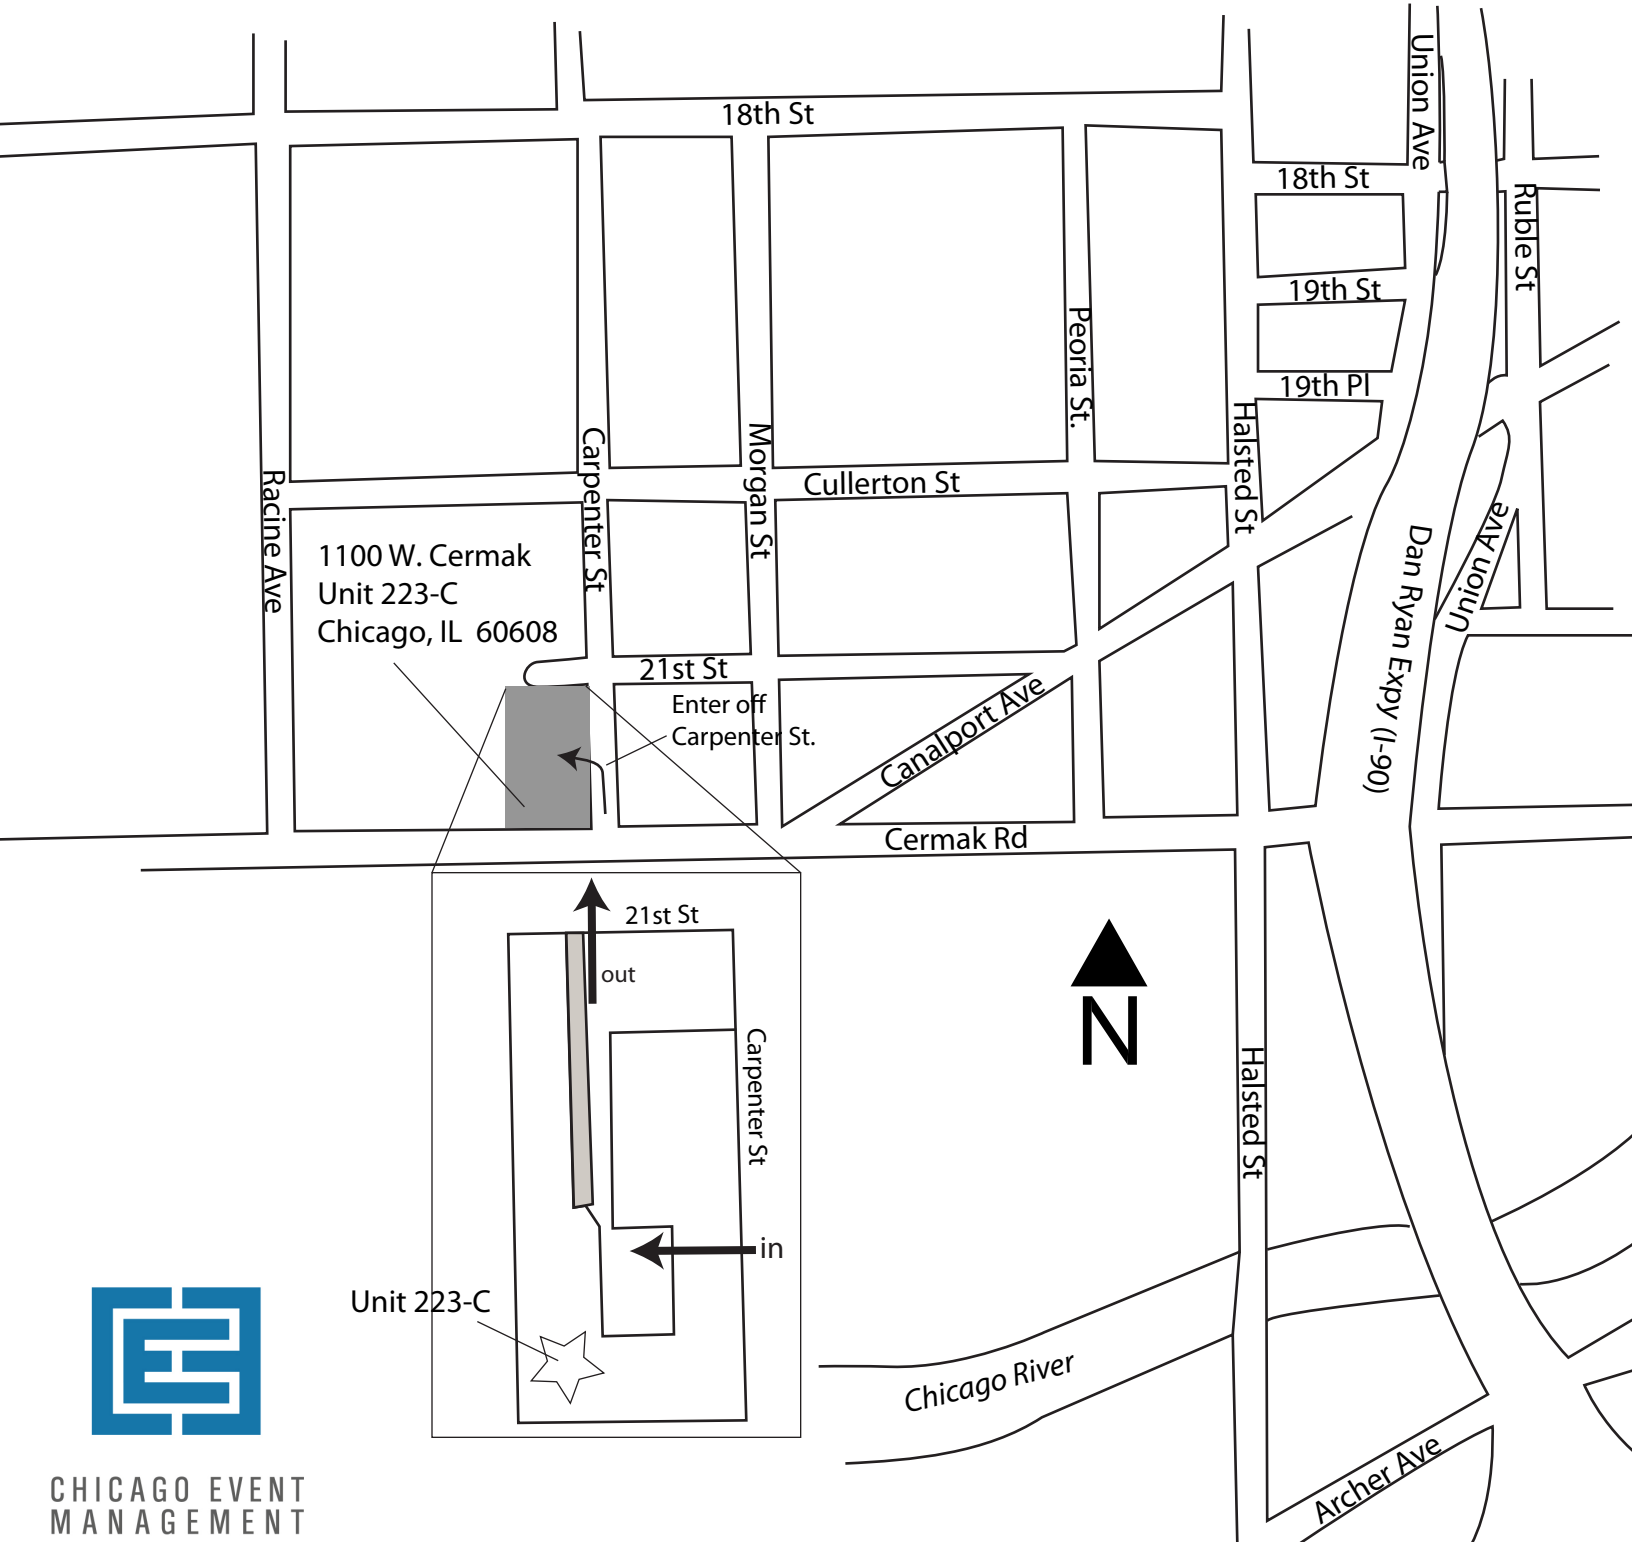 18th St
Union Ave
18th St
Ruble St
19th St
Peoria St.
19th Pl
Halsted St
Carpenter St
Morgan St
Racine Ave
Cullerton St
Union Ave
Dan Ryan Expy (I-90)
1100 W. Cermak
Unit 223-C
Chicago, IL 60608
21st St
Enter off
Carpenter St.
Canalport Ave
Cermak Rd
21st St
out
Carpenter St
N
Halsted St
in
Unit 223-C
Chicago River
Archer Ave
CHICAGO EVENT
MANAGEMENT